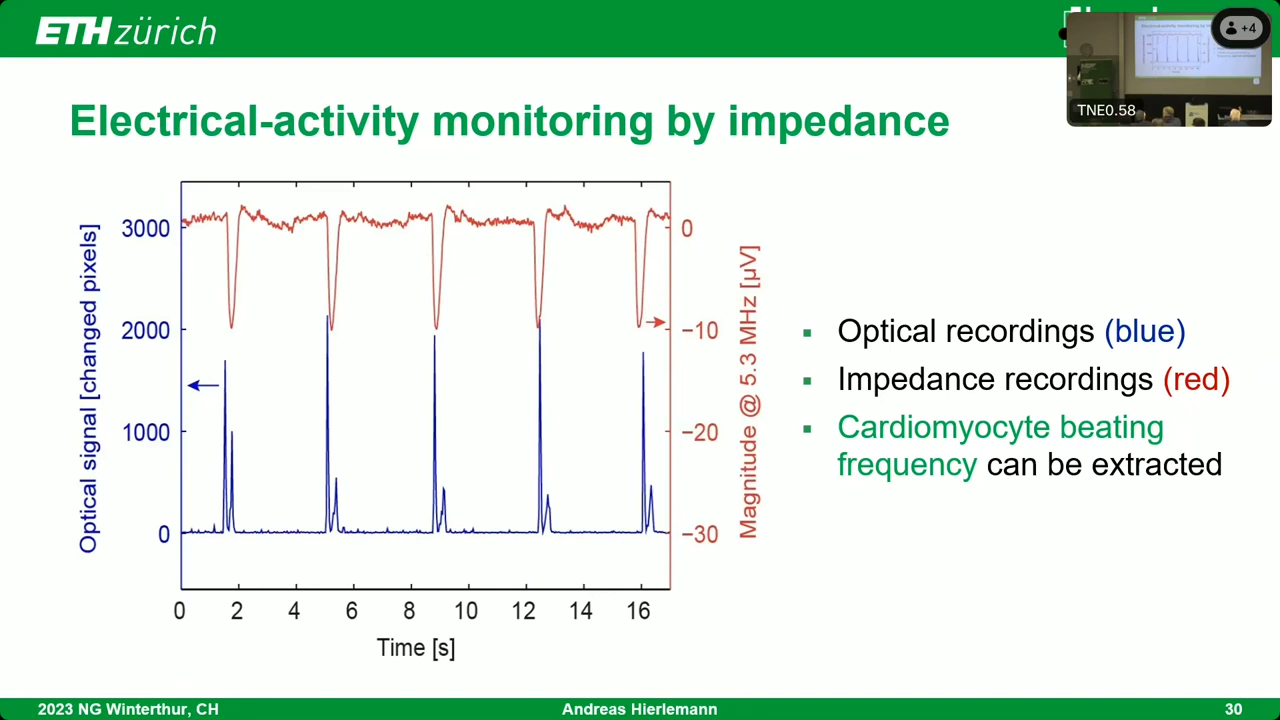 ETH zürich
+4
TNE0.58
Electrical-activity monitoring by impedance
Optical signal [changed pixels]
3000
2000
1000
0
0
−10
−20
−30
Magnitude @ 5.3 MHz [µV]
0 2 4 6 8 10 12 14 16
Time [s]
Optical recordings (blue)
Impedance recordings (red)
Cardiomyocyte beating
frequency can be extracted
2023 NG Winterthur, CH
Andreas Hierlemann
30